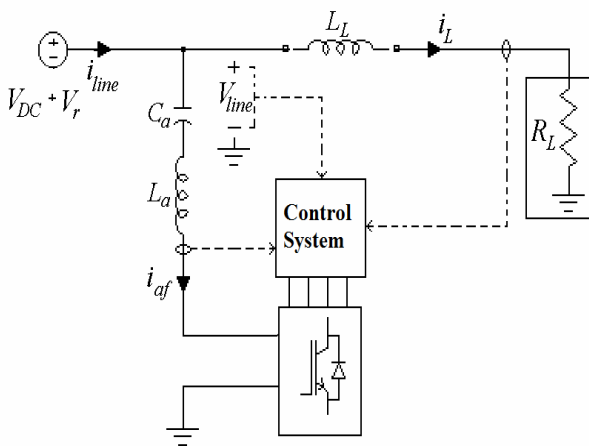 L_L
i_L
i_line
V_DC + V_r
+
V_line
−
C_a
R_L
L_a
Control
System
i_af